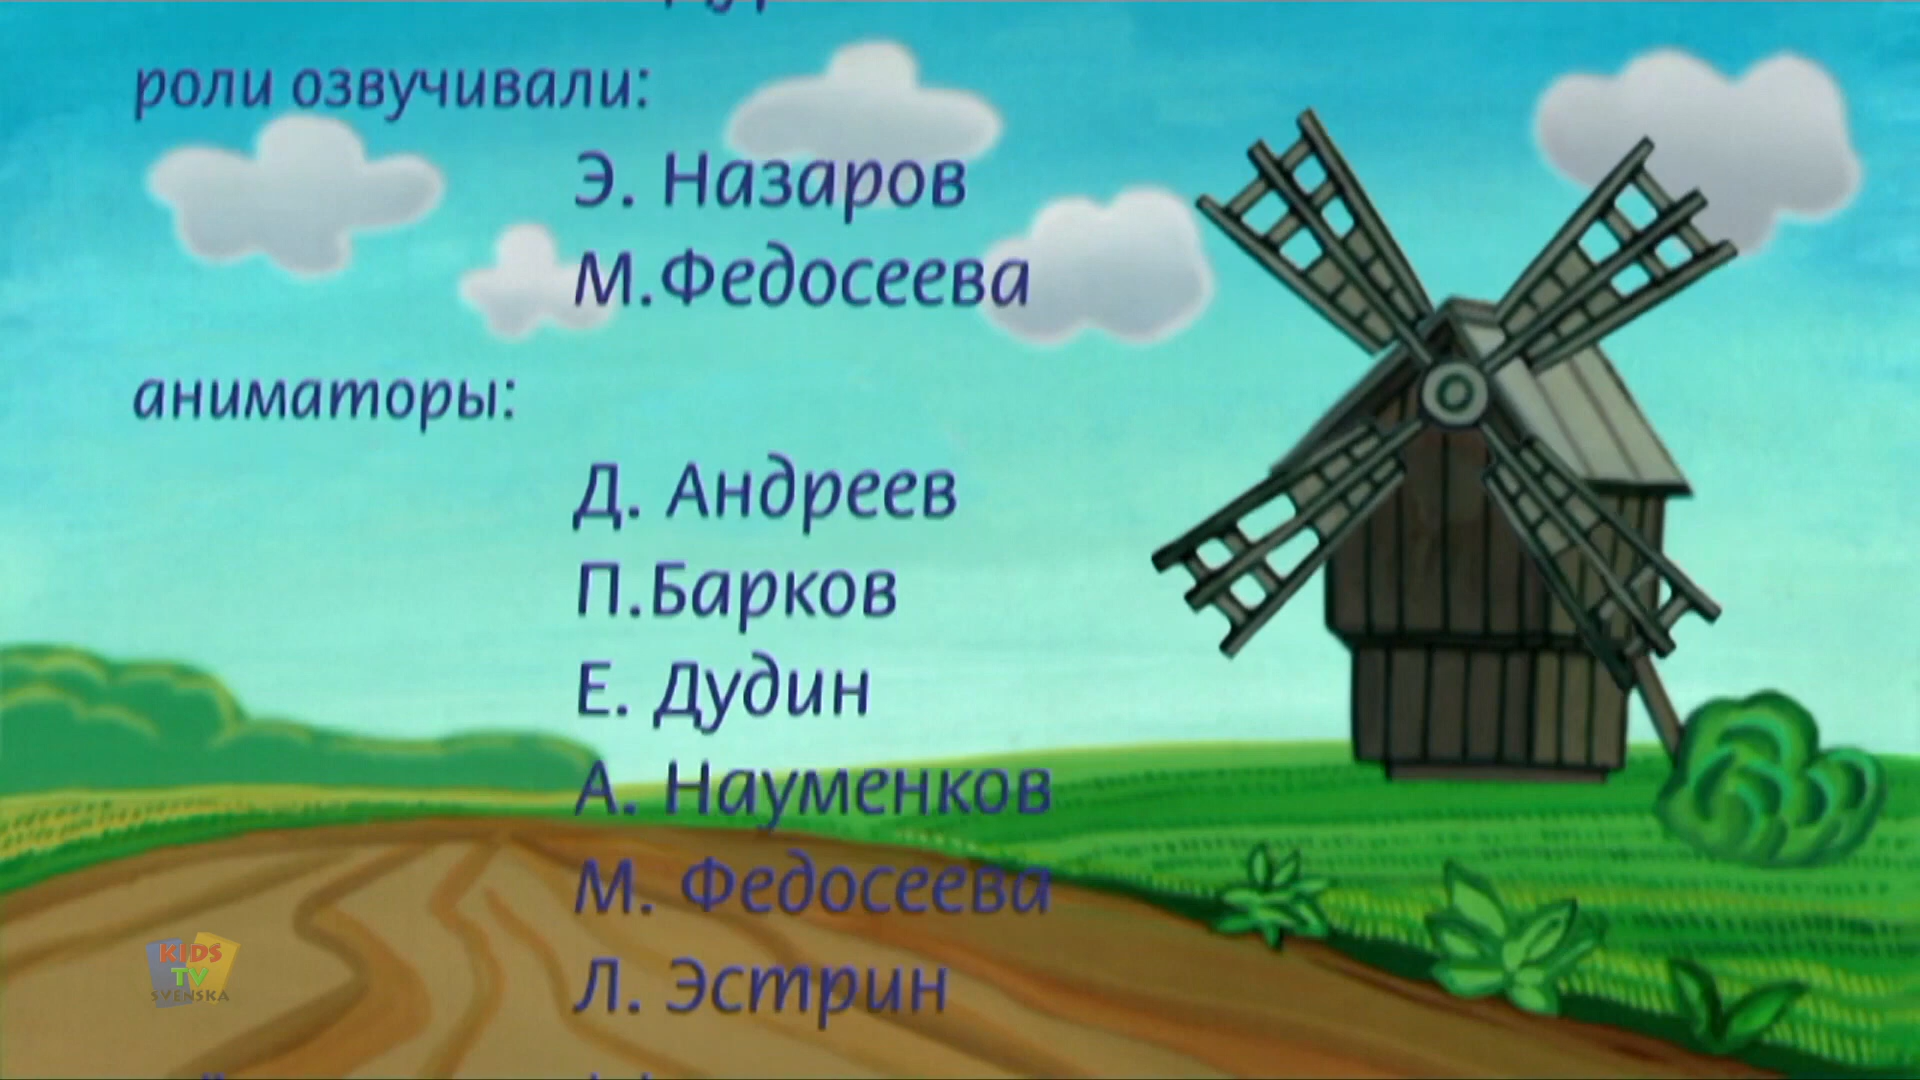 роли озвучивали:
Э. Назаров
М.Федосеева
аниматоры:
Д. Андреев
П.Барков
Е. Дудин
А. Науменков
М. Федосеева
Л. Эстрин
KIDS
TV
SVENSKA